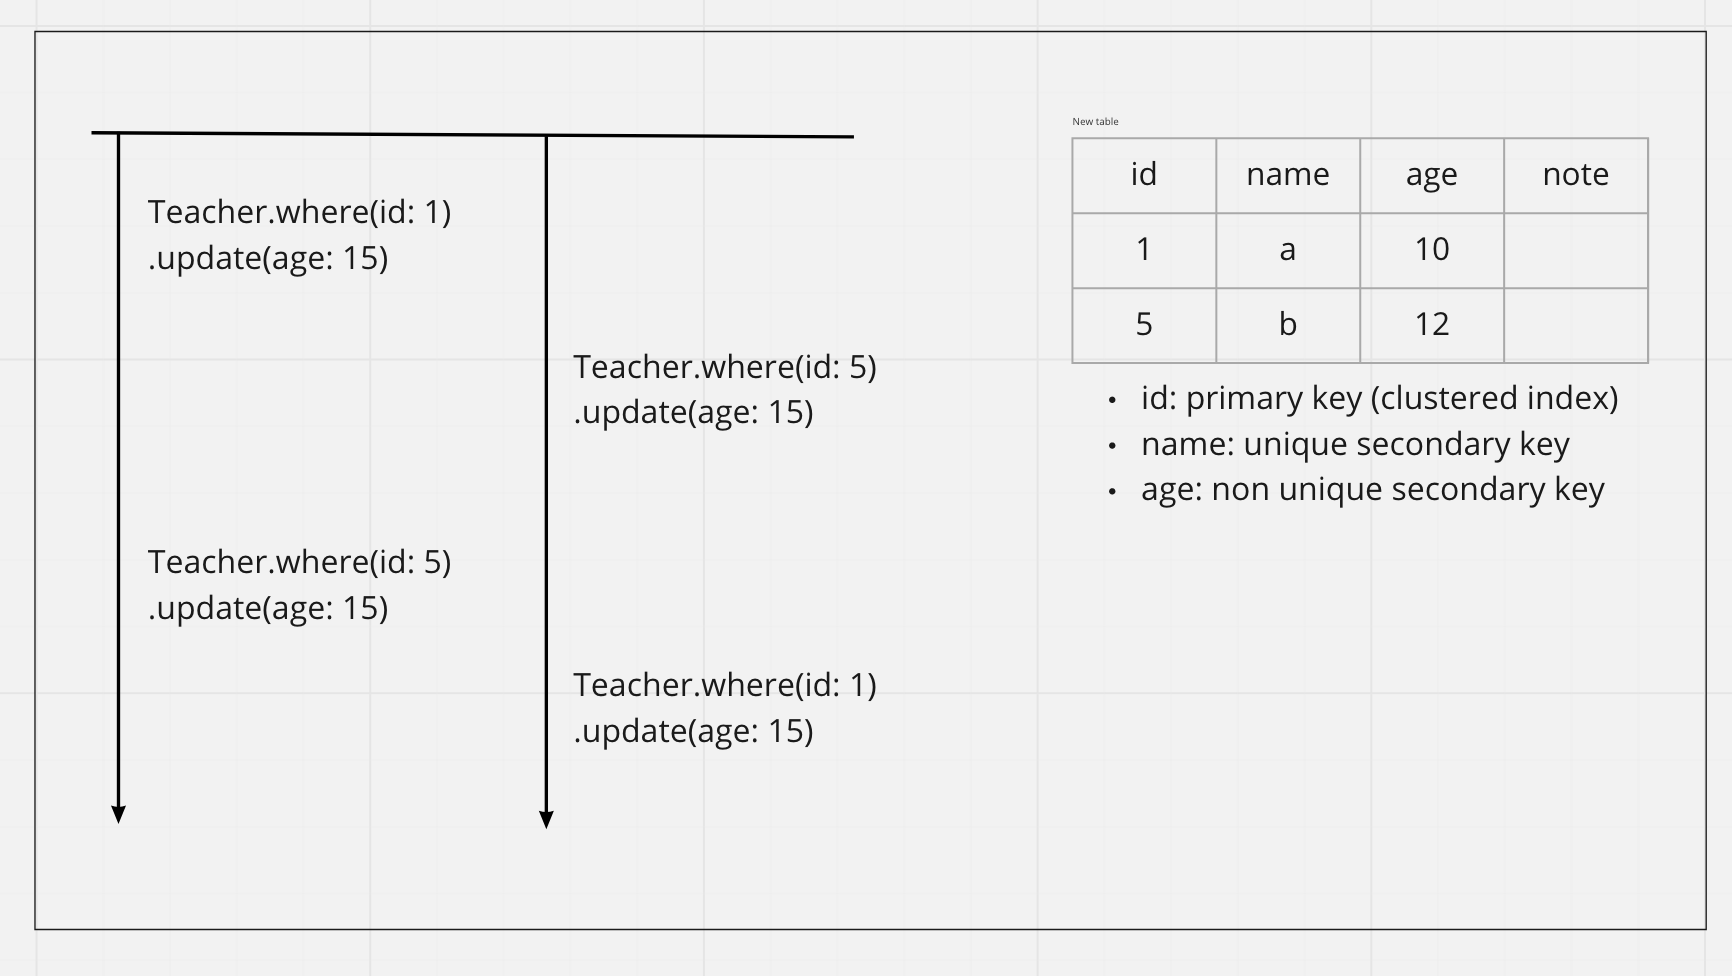 Teacher.where(id: 1)
.update(age: 15)
Teacher.where(id: 5)
.update(age: 15)
Teacher.where(id: 5)
.update(age: 15)
Teacher.where(id: 1)
.update(age: 15)
New table
id name age note
1 a 10
5 b 12
• id: primary key (clustered index)
• name: unique secondary key
• age: non unique secondary key